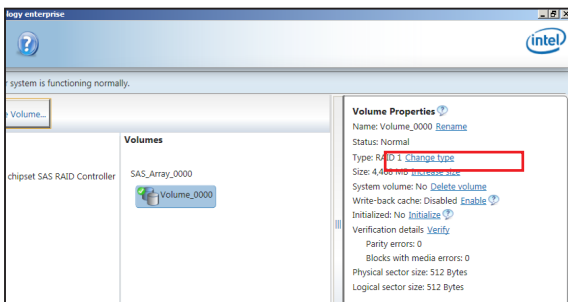 logy enterprise
intel
r system is functioning normally.
e Volume...
Volumes
chipset SAS RAID Controller
SAS_Array_0000
Volume_0000
Volume Properties
Name: Volume_0000 Rename
Status: Normal
Type: RAID 1 Change type
Size: 4,406 MB Increase size
System volume: No Delete volume
Write-back cache: Disabled Enable
Initialized: No Initialize
Verification details Verify
Parity errors: 0
Blocks with media errors: 0
Physical sector size: 512 Bytes
Logical sector size: 512 Bytes